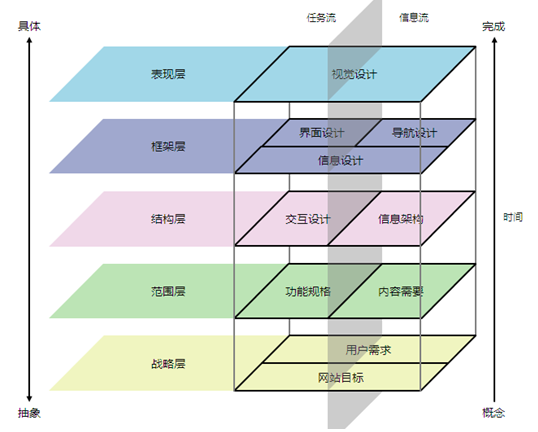 任务流 信息流
具体 完成
表现层 视觉设计
框架层 界面设计 导航设计
信息设计
结构层 交互设计 信息架构
时间
范围层 功能规格 内容需要
用户需求
战略层
网站目标
抽象 概念